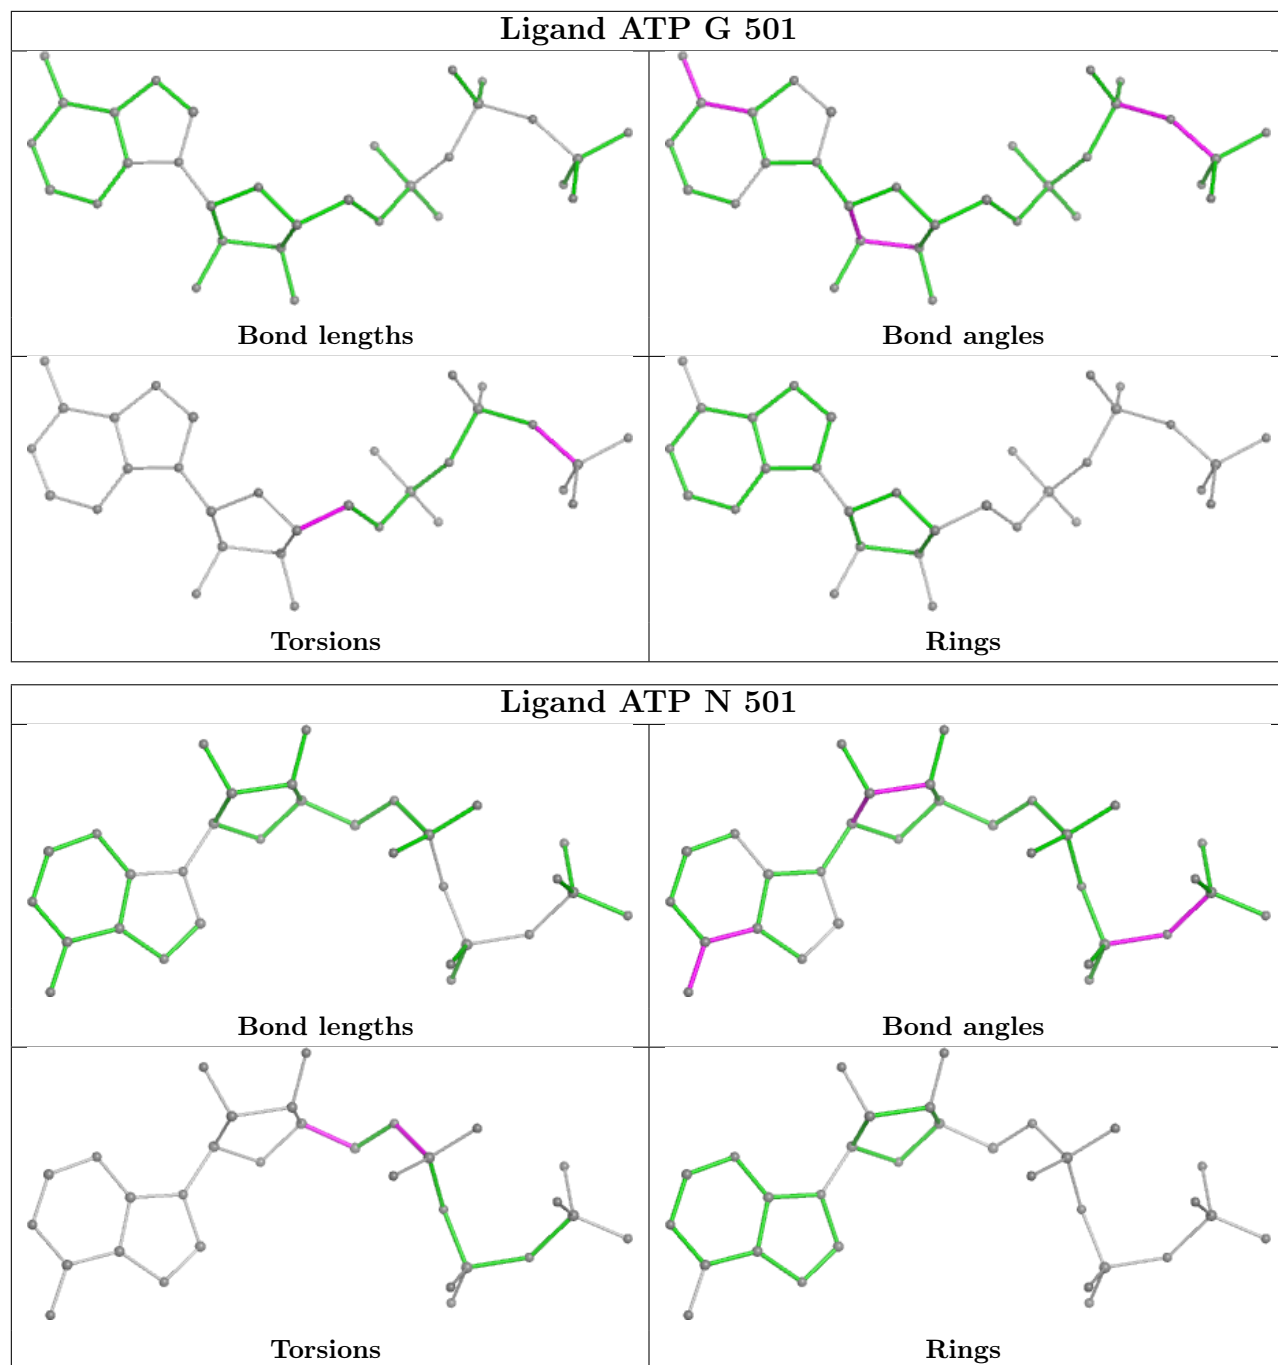 Ligand ATP G 501
Bond lengths
Bond angles
Torsions
Rings
Ligand ATP N 501
Bond lengths
Bond angles
Torsions
Rings